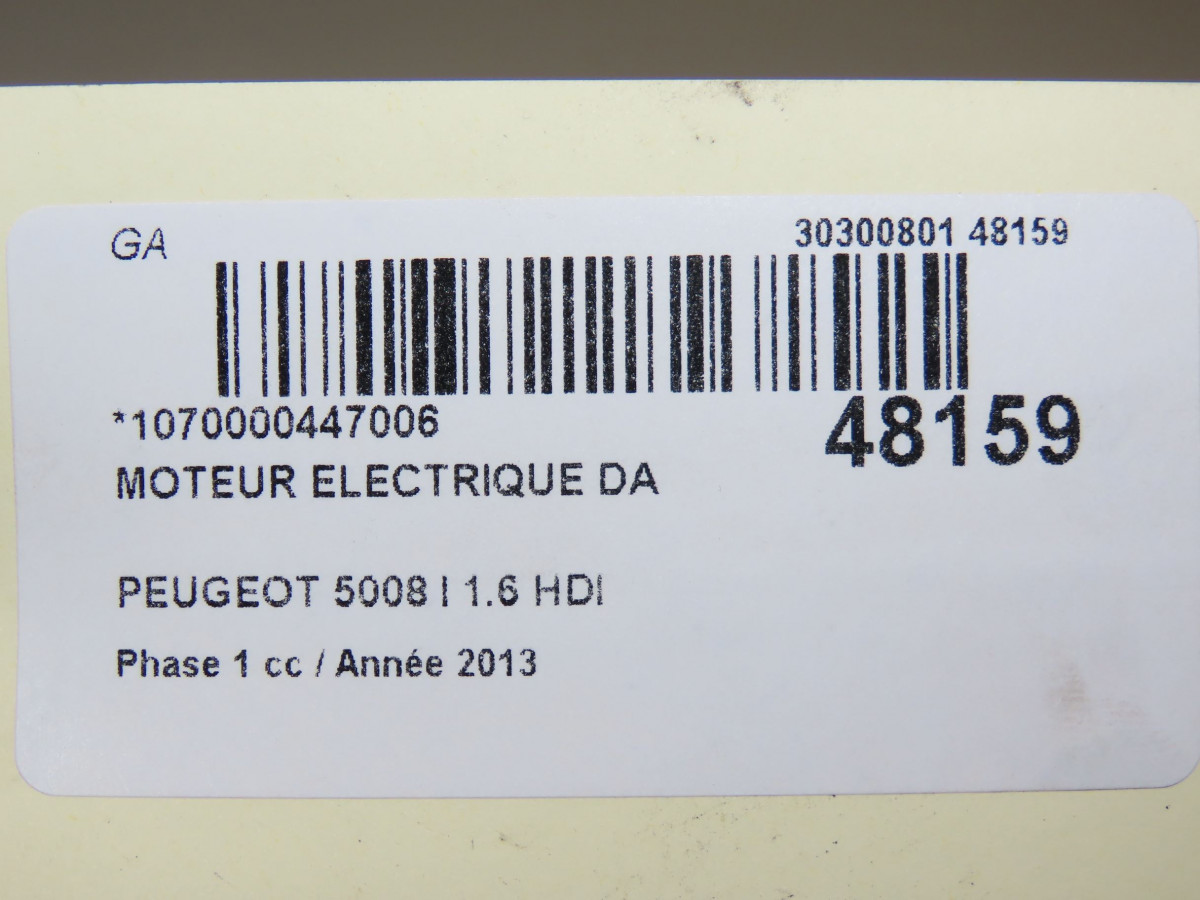 GA
30300801 48159
*1070000447006
48159
MOTEUR ELECTRIQUE DA
PEUGEOT 5008 I 1.6 HDI
Phase 1 cc / Année 2013